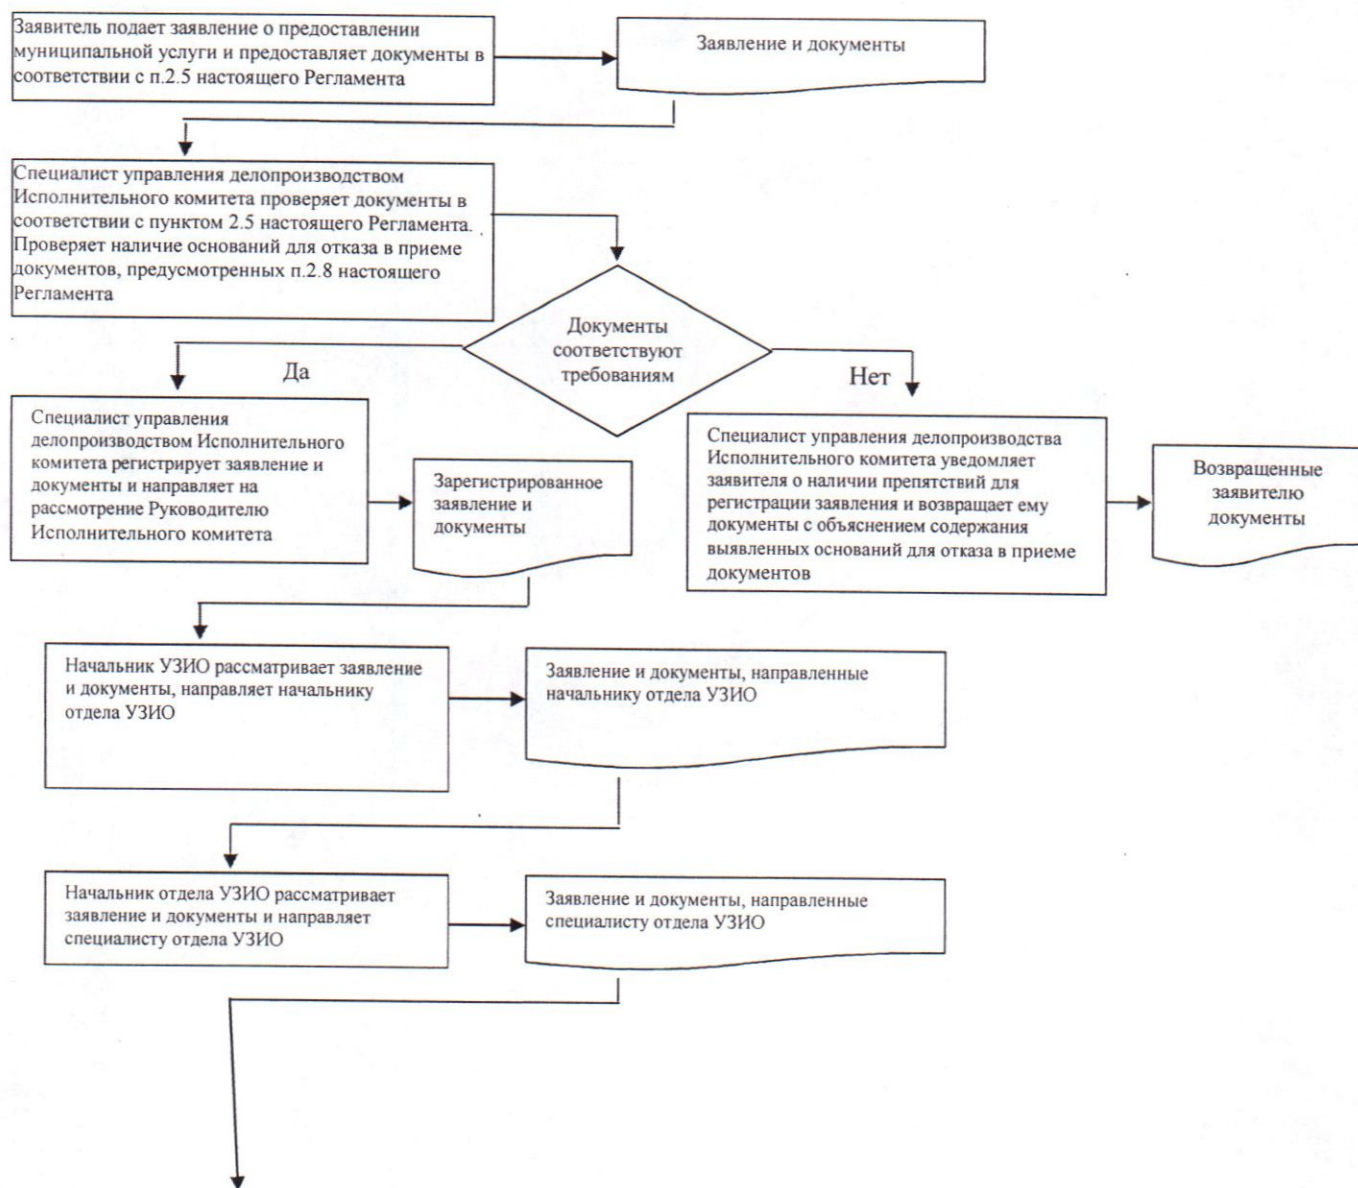 Заявитель подает заявление о предоставлении
муниципальной услуги и предоставляет документы в
соответствии с п.2.5 настоящего Регламента
Заявление и документы
Специалист управления делопроизводством
Исполнительного комитета проверяет документы в
соответствии с пунктом 2.5 настоящего Регламента.
Проверяет наличие оснований для отказа в приеме
документов, предусмотренных п.2.8 настоящего
Регламента
Документы
соответствуют
требованиям
Да
Нет
Специалист управления
делопроизводством Исполнительного
комитета регистрирует заявление и
документы и направляет на
рассмотрение Руководителю
Исполнительного комитета
Зарегистрированное
заявление и
документы
Специалист управления делопроизводства
Исполнительного комитета уведомляет
заявителя о наличии препятствий для
регистрации заявления и возвращает ему
документы с объяснением содержания
выявленных оснований для отказа в приеме
документов
Возвращенные
заявителю
документы
Начальник УЗИО рассматривает заявление
и документы, направляет начальнику
отдела УЗИО
Заявление и документы, направленные
начальнику отдела УЗИО
Начальник отдела УЗИО рассматривает
заявление и документы и направляет
специалисту отдела УЗИО
Заявление и документы, направленные
специалисту отдела УЗИО